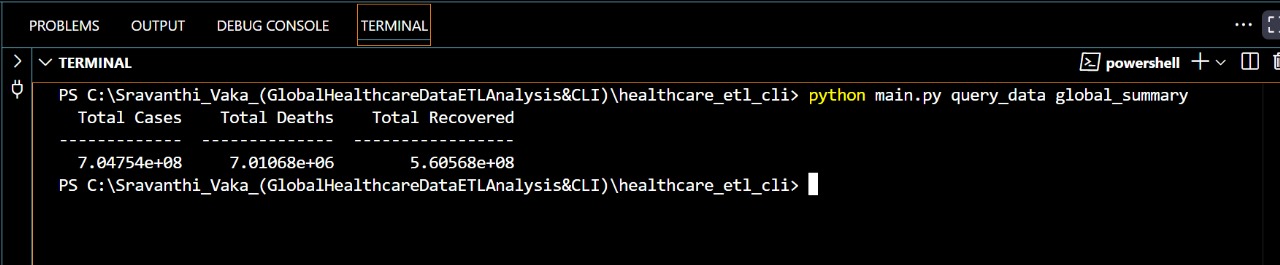 PROBLEMS OUTPUT DEBUG CONSOLE TERMINAL
TERMINAL powershell
PS C:\Sravanthi_Vaka_(GlobalHealthcareDataETLAnalysis&CLI)\healthcare_etl_cli> python main.py query_data global_summary
Total Cases Total Deaths Total Recovered
------------- -------------- -----------------
7.04754e+08 7.01068e+06 5.60568e+08
PS C:\Sravanthi_Vaka_(GlobalHealthcareDataETLAnalysis&CLI)\healthcare_etl_cli>